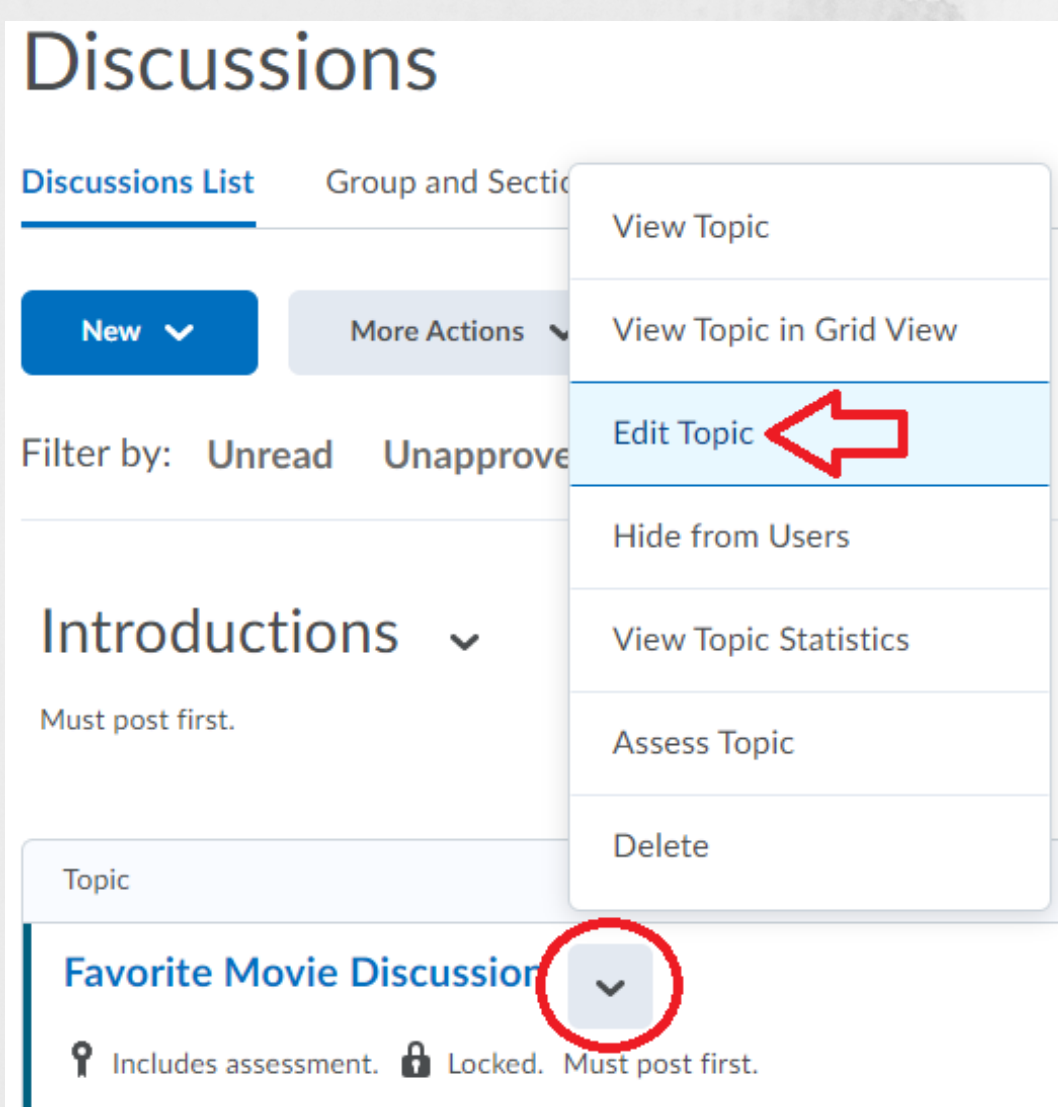 Discussions
Discussions List
Group and Sectio
New
More Actions
Filter by: Unread Unapprove
Introductions
Must post first.
View Topic
View Topic in Grid View
Edit Topic
Hide from Users
View Topic Statistics
Assess Topic
Delete
Topic
Favorite Movie Discussion
Includes assessment. Locked. Must post first.